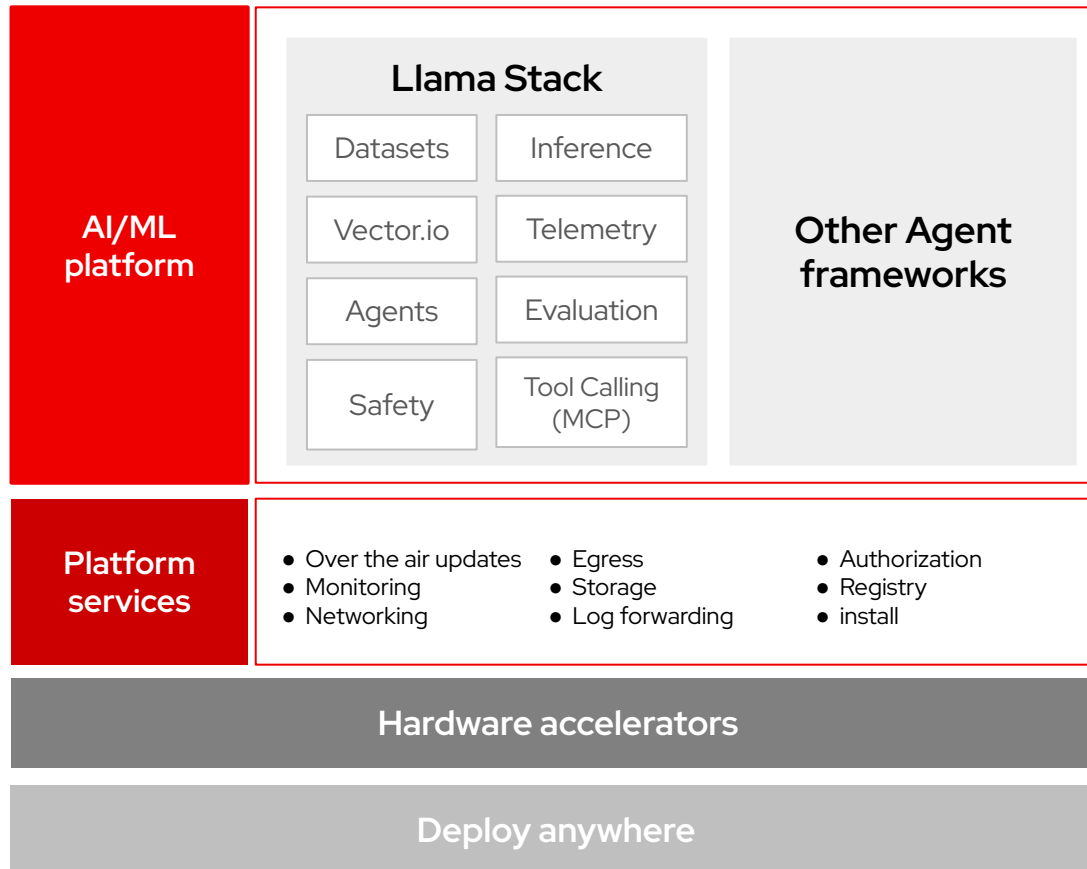 AI/ML
platform
Llama Stack
Datasets
Inference
Vector.io
Telemetry
Agents
Evaluation
Safety
Tool Calling
(MCP)
Other Agent
frameworks
Platform
services
● Over the air updates
● Monitoring
● Networking
● Egress
● Storage
● Log forwarding
● Authorization
● Registry
● install
Hardware accelerators
Deploy anywhere